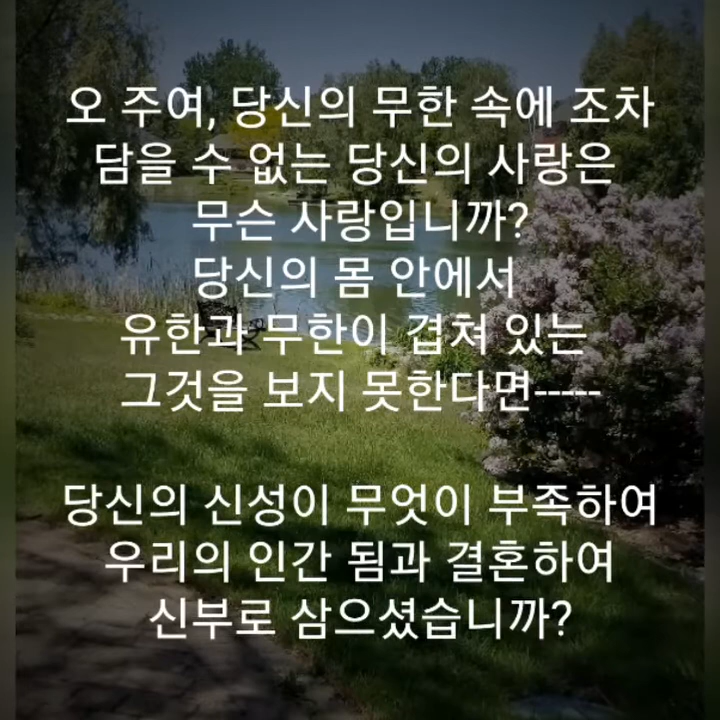 오 주여, 당신의 무한 속에 조차
담을 수 없는 당신의 사랑은
무슨 사랑입니까?
당신의 몸 안에서
유한과 무한이 겹쳐 있는
그것을 보지 못한다면-----
당신의 신성이 무엇이 부족하여
우리의 인간 됨과 결혼하여
신부로 삼으셨습니까?